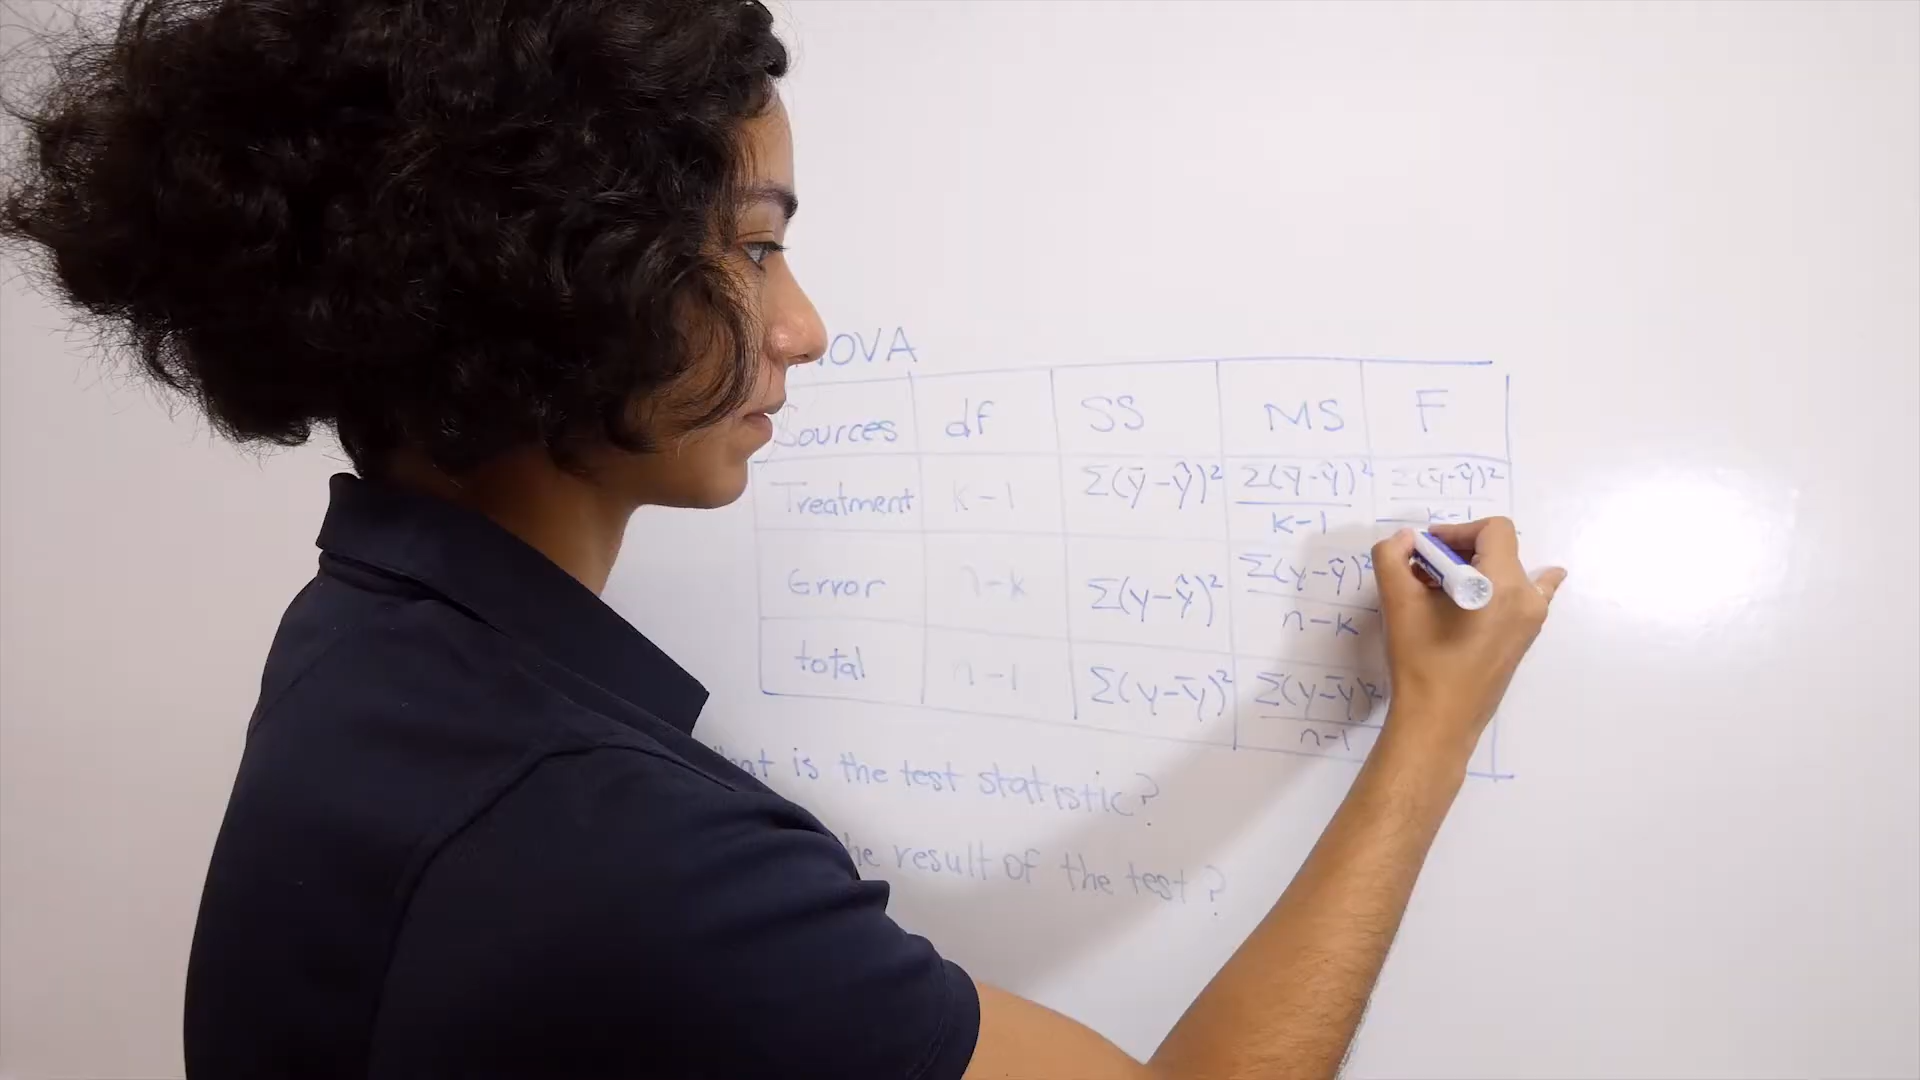 OVA
Sources df SS MS F
Treatment k-1 Σ(ȳ-ŷ)² Σ(ȳ-ŷ)²/k-1 Σ(ȳ-ŷ)²/k-1
Error n-k Σ(y-ŷ)² Σ(y-ŷ)²/n-k
total n-1 Σ(y-ȳ)² Σ(y-ȳ)²/n-1
is the test statistic?
he result of the test?